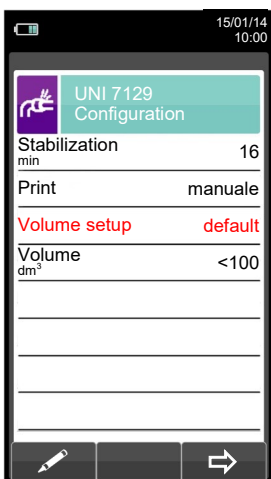 15/01/14
10:00
UNI 7129
Configuration
Stabilization 16
min
Print manuale
Volume setup default
Volume <100
dm³